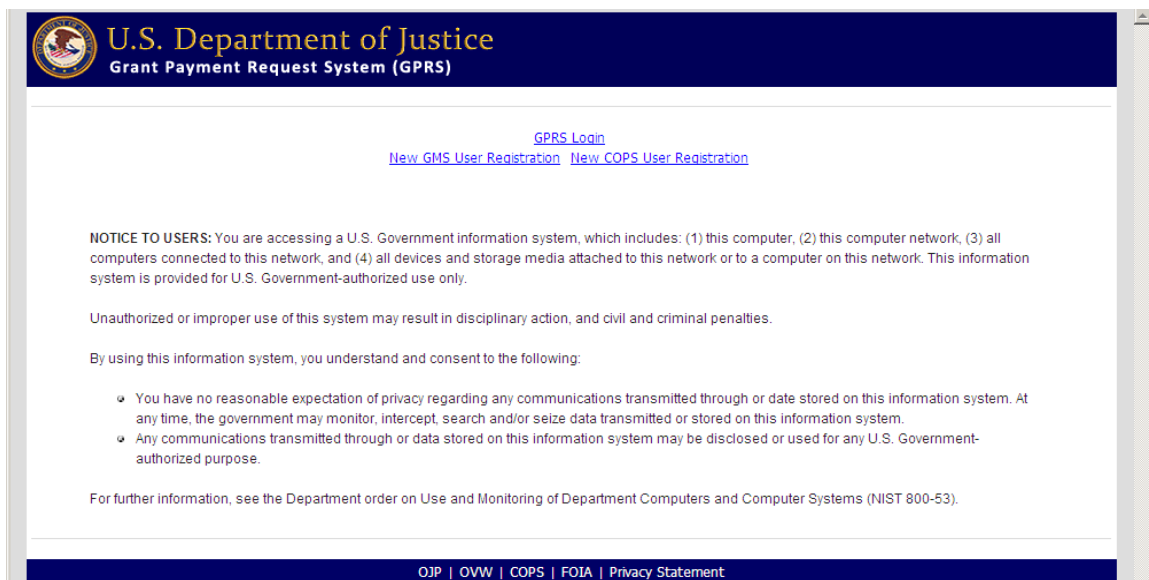 U.S. Department of Justice
Grant Payment Request System (GPRS)
GPRS Login
New GMS User Registration New COPS User Registration
NOTICE TO USERS: You are accessing a U.S. Government information system, which includes: (1) this computer, (2) this computer network, (3) all
computers connected to this network, and (4) all devices and storage media attached to this network or to a computer on this network. This information
system is provided for U.S. Government-authorized use only.
Unauthorized or improper use of this system may result in disciplinary action, and civil and criminal penalties.
By using this information system, you understand and consent to the following:
You have no reasonable expectation of privacy regarding any communications transmitted through or date stored on this information system. At
any time, the government may monitor, intercept, search and/or seize data transmitted or stored on this information system.
Any communications transmitted through or data stored on this information system may be disclosed or used for any U.S. Government-
authorized purpose.
For further information, see the Department order on Use and Monitoring of Department Computers and Computer Systems (NIST 800-53).
OJP | OVW | COPS | FOIA | Privacy Statement